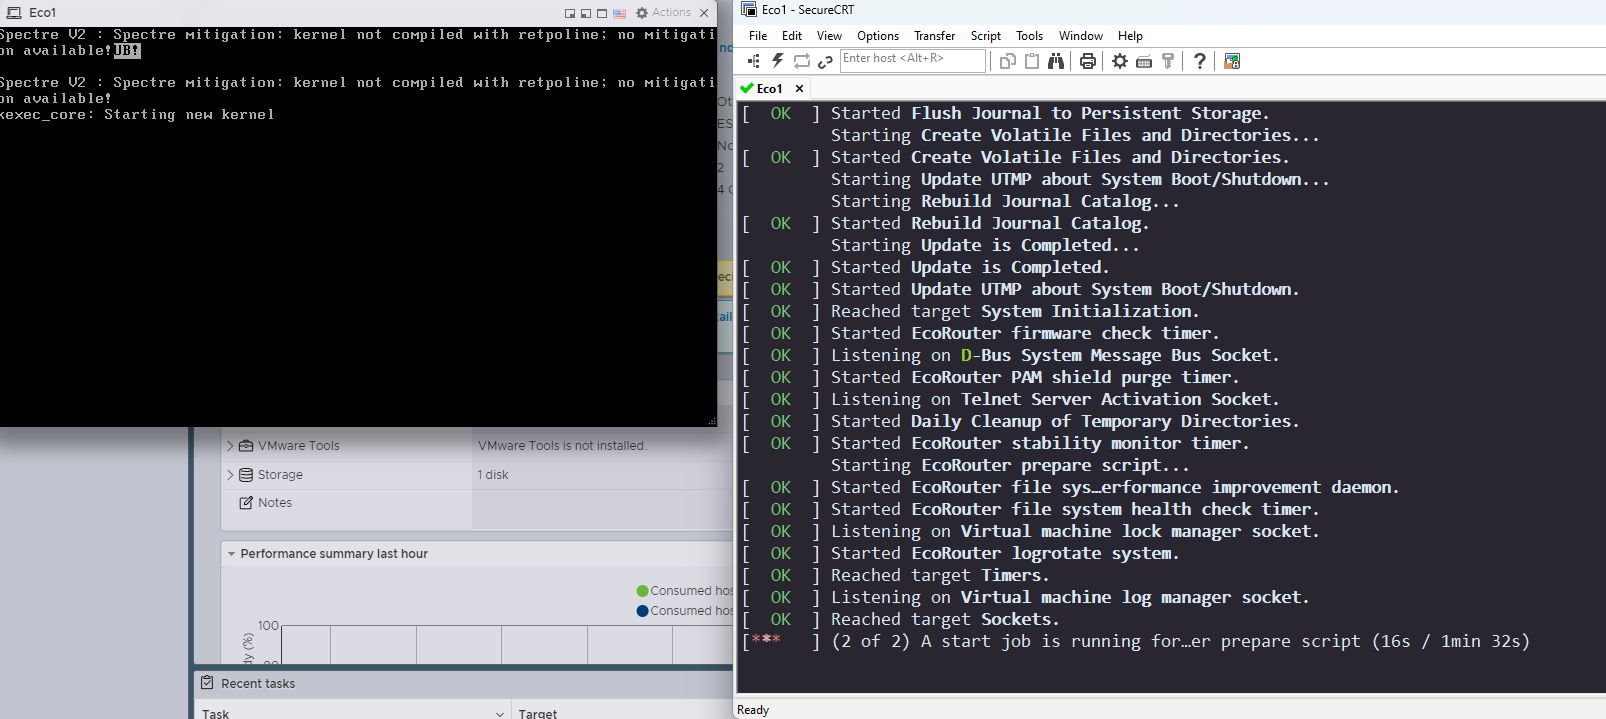 Eco1
Actions
Spectre V2 : Spectre mitigation: kernel not compiled with retpoline; no mitigati
on available!UB!
Spectre V2 : Spectre mitigation: kernel not compiled with retpoline; no mitigati
on available!
kexec_core: Starting new kernel
VMware Tools
VMware Tools is not installed.
Storage
1 disk
Notes
Performance summary last hour
Consumed hos
Consumed hos
100
Recent tasks
Task
Target
Eco1 - SecureCRT
File Edit View Options Transfer Script Tools Window Help
Enter host <Alt+R>
Eco1
[ OK ] Started Flush Journal to Persistent Storage.
Starting Create Volatile Files and Directories...
[ OK ] Started Create Volatile Files and Directories.
Starting Update UTMP about System Boot/Shutdown...
Starting Rebuild Journal Catalog...
[ OK ] Started Rebuild Journal Catalog.
Starting Update is Completed...
[ OK ] Started Update is Completed.
[ OK ] Started Update UTMP about System Boot/Shutdown.
[ OK ] Reached target System Initialization.
[ OK ] Started EcoRouter firmware check timer.
[ OK ] Listening on D-Bus System Message Bus Socket.
[ OK ] Started EcoRouter PAM shield purge timer.
[ OK ] Listening on Telnet Server Activation Socket.
[ OK ] Started Daily Cleanup of Temporary Directories.
[ OK ] Started EcoRouter stability monitor timer.
Starting EcoRouter prepare script...
[ OK ] Started EcoRouter file sys…erformance improvement daemon.
[ OK ] Started EcoRouter file system health check timer.
[ OK ] Listening on Virtual machine lock manager socket.
[ OK ] Started EcoRouter logrotate system.
[ OK ] Reached target Timers.
[ OK ] Listening on Virtual machine log manager socket.
[ OK ] Reached target Sockets.
[*** ] (2 of 2) A start job is running for…er prepare script (16s / 1min 32s)
Ready